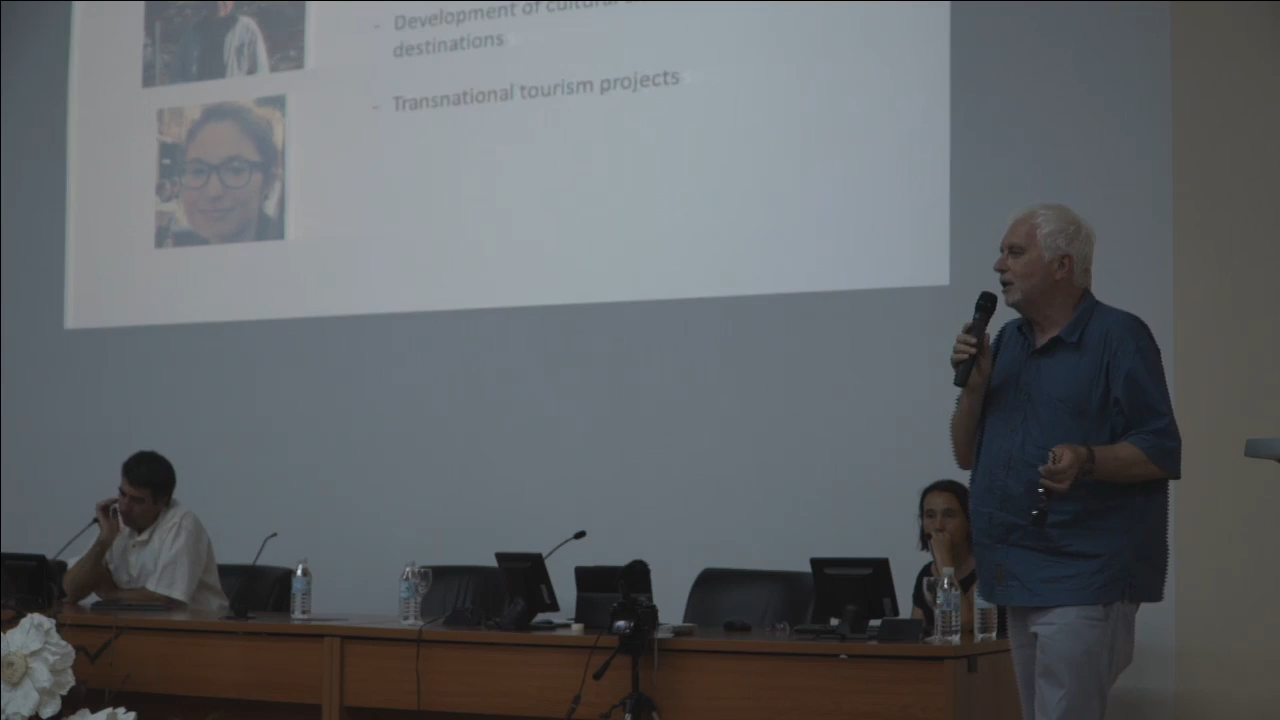 - Development of cultural
destinations
- Transnational tourism projects